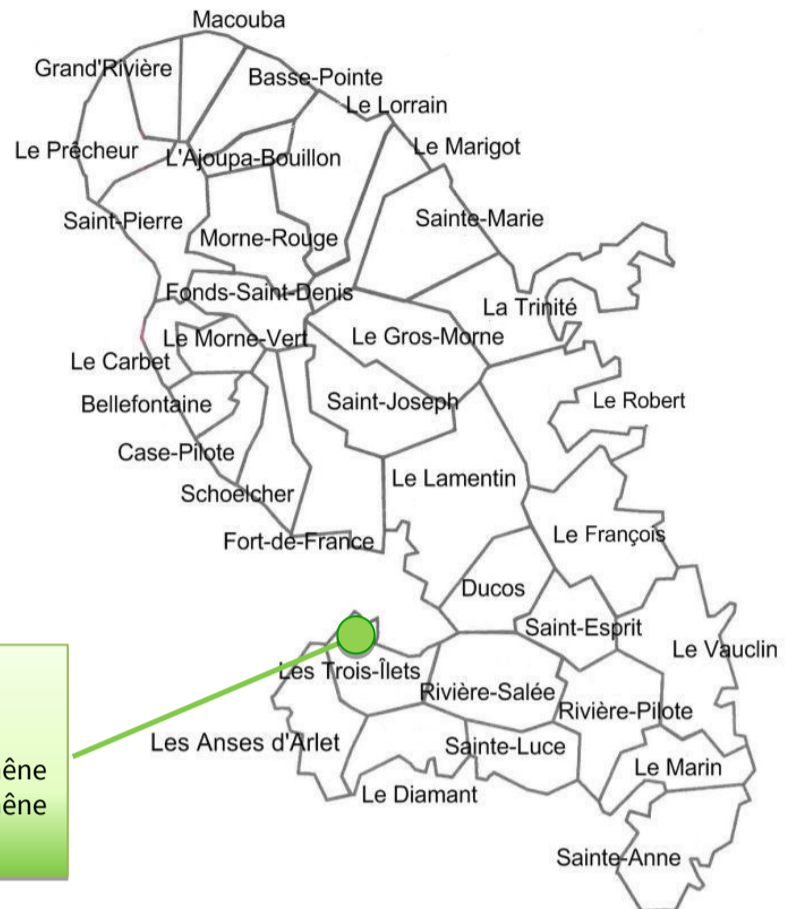 Macouba
Grand'Rivière
Basse-Pointe
Le Lorrain
Le Prêcheur
L'Ajoupa-Bouillon
Le Marigot
Saint-Pierre
Morne-Rouge
Sainte-Marie
Fonds-Saint-Denis
La Trinité
Le Morne-Vert
Le Gros-Morne
Le Carbet
Bellefontaine
Saint-Joseph
Le Robert
Case-Pilote
Le Lamentin
Schoelcher
Fort-de-France
Le François
Ducos
Saint-Esprit
Le Vauclin
Les Trois-Îlets
Rivière-Salée
Rivière-Pilote
Les Anses d'Arlet
Sainte-Luce
Le Marin
Le Diamant
Sainte-Anne